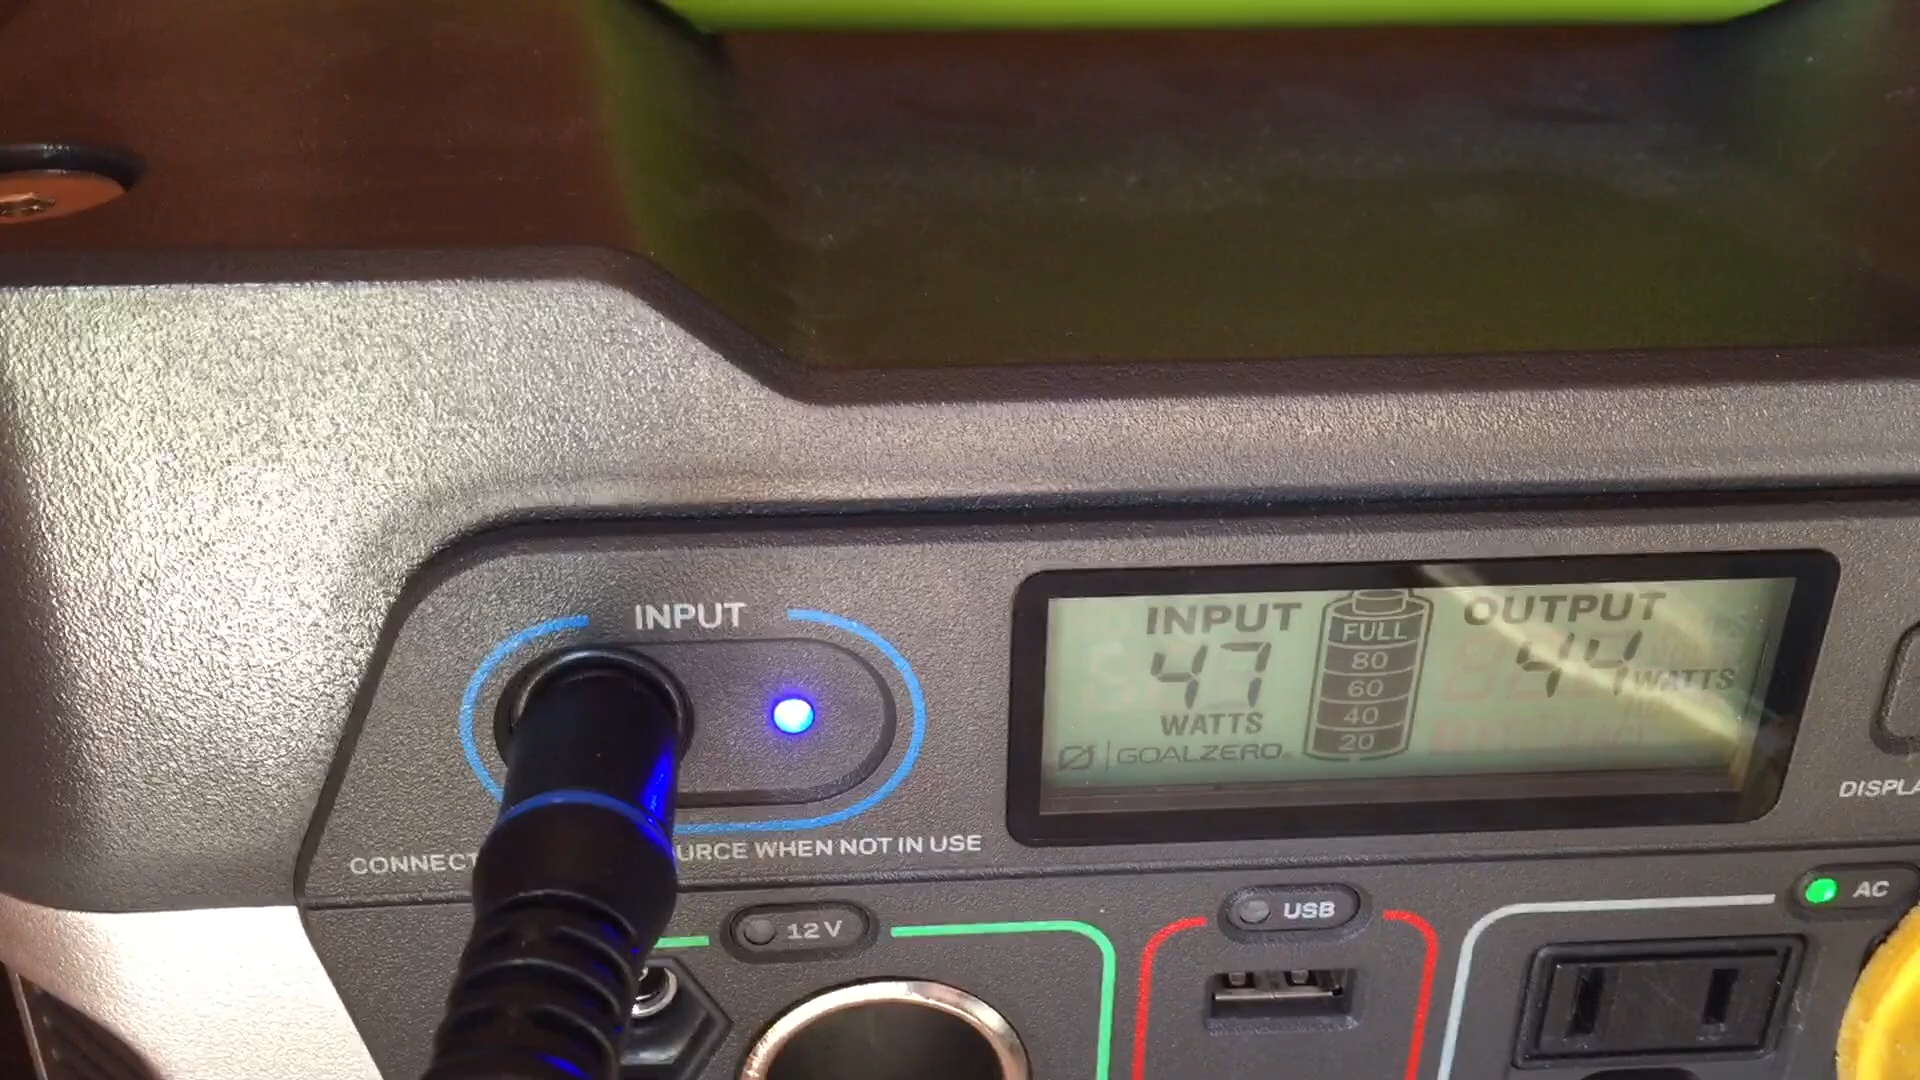 INPUT
CONNECT URCE WHEN NOT IN USE
INPUT
47
WATTS
GOALZERO
FULL
80
60
40
20
OUTPUT
44 WATTS
DISPLA
12V
USB
AC